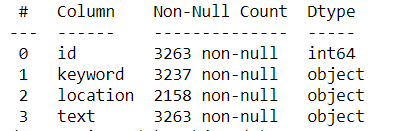 #   Column    Non-Null Count  Dtype
---  ------    --------------  -----
0   id        3263 non-null   int64
1   keyword   3237 non-null   object
2   location  2158 non-null   object
3   text      3263 non-null   object